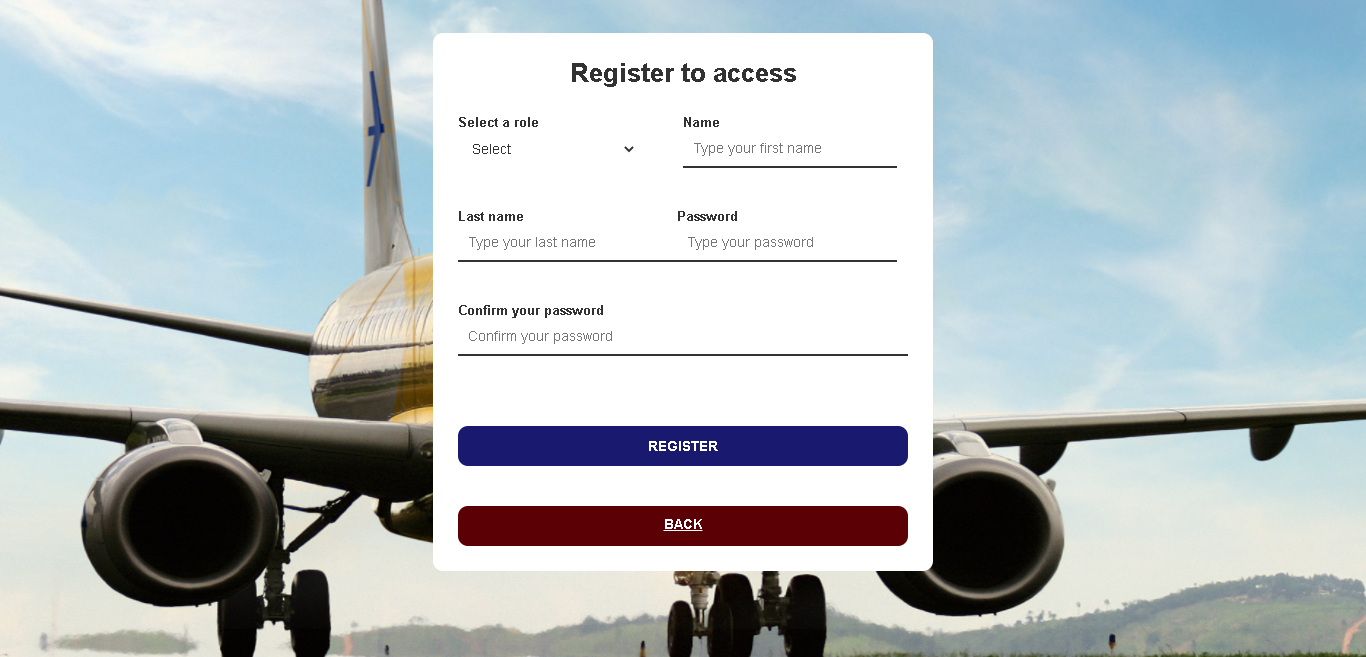 Register to access
Select a role
Name
Select
Type your first name
Last name
Password
Type your last name
Type your password
Confirm your password
Confirm your password
REGISTER
BACK